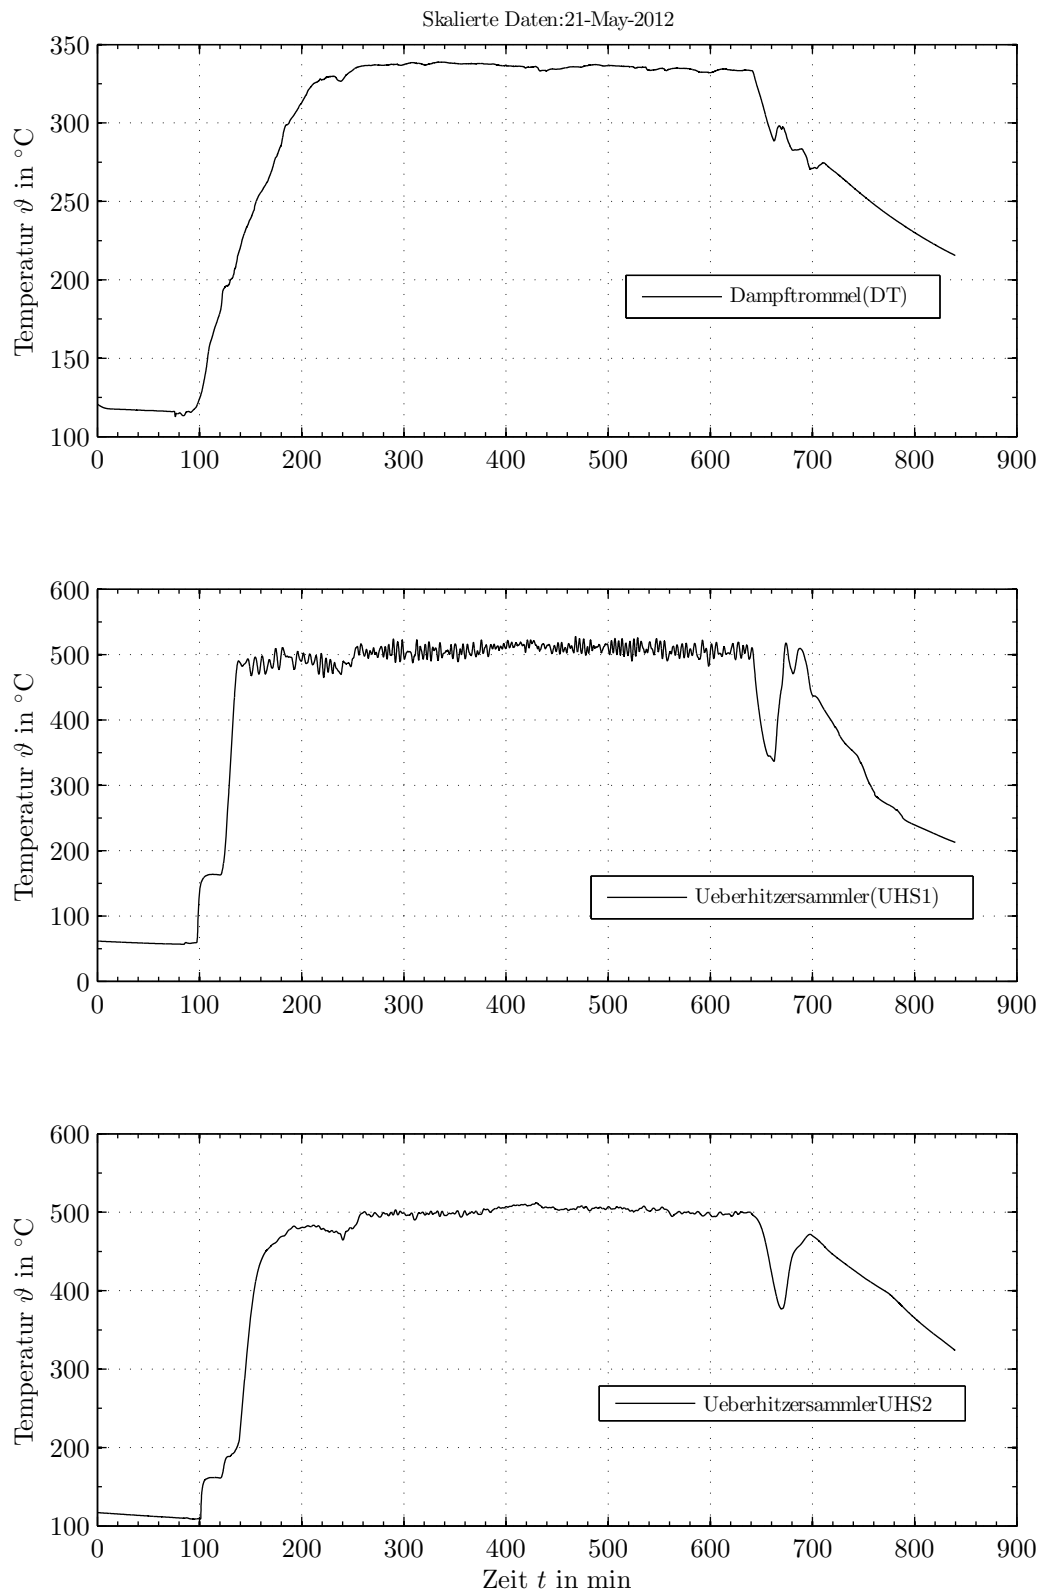 Skalierte Daten:21-May-2012
350
300
250
200
150
100
Temperatur ϑ in °C
Dampftrommel(DT)
0 100 200 300 400 500 600 700 800 900
600
500
400
300
200
100
0
Temperatur ϑ in °C
Ueberhitzersammler(UHS1)
0 100 200 300 400 500 600 700 800 900
600
500
400
300
200
100
Temperatur ϑ in °C
UeberhitzersammlerUHS2
0 100 200 300 400 500 600 700 800 900
Zeit t in min